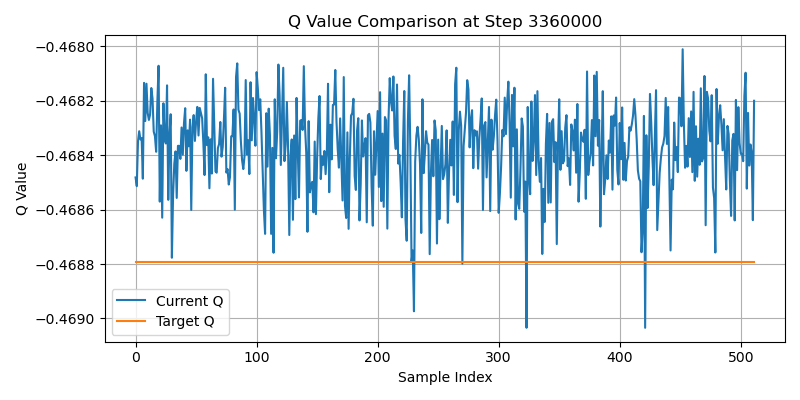 Q Value Comparison at Step 3360000
−0.4680
−0.4682
−0.4684
−0.4686
−0.4688
−0.4690
Q Value
Current Q
Target Q
0
100
200
300
400
500
Sample Index